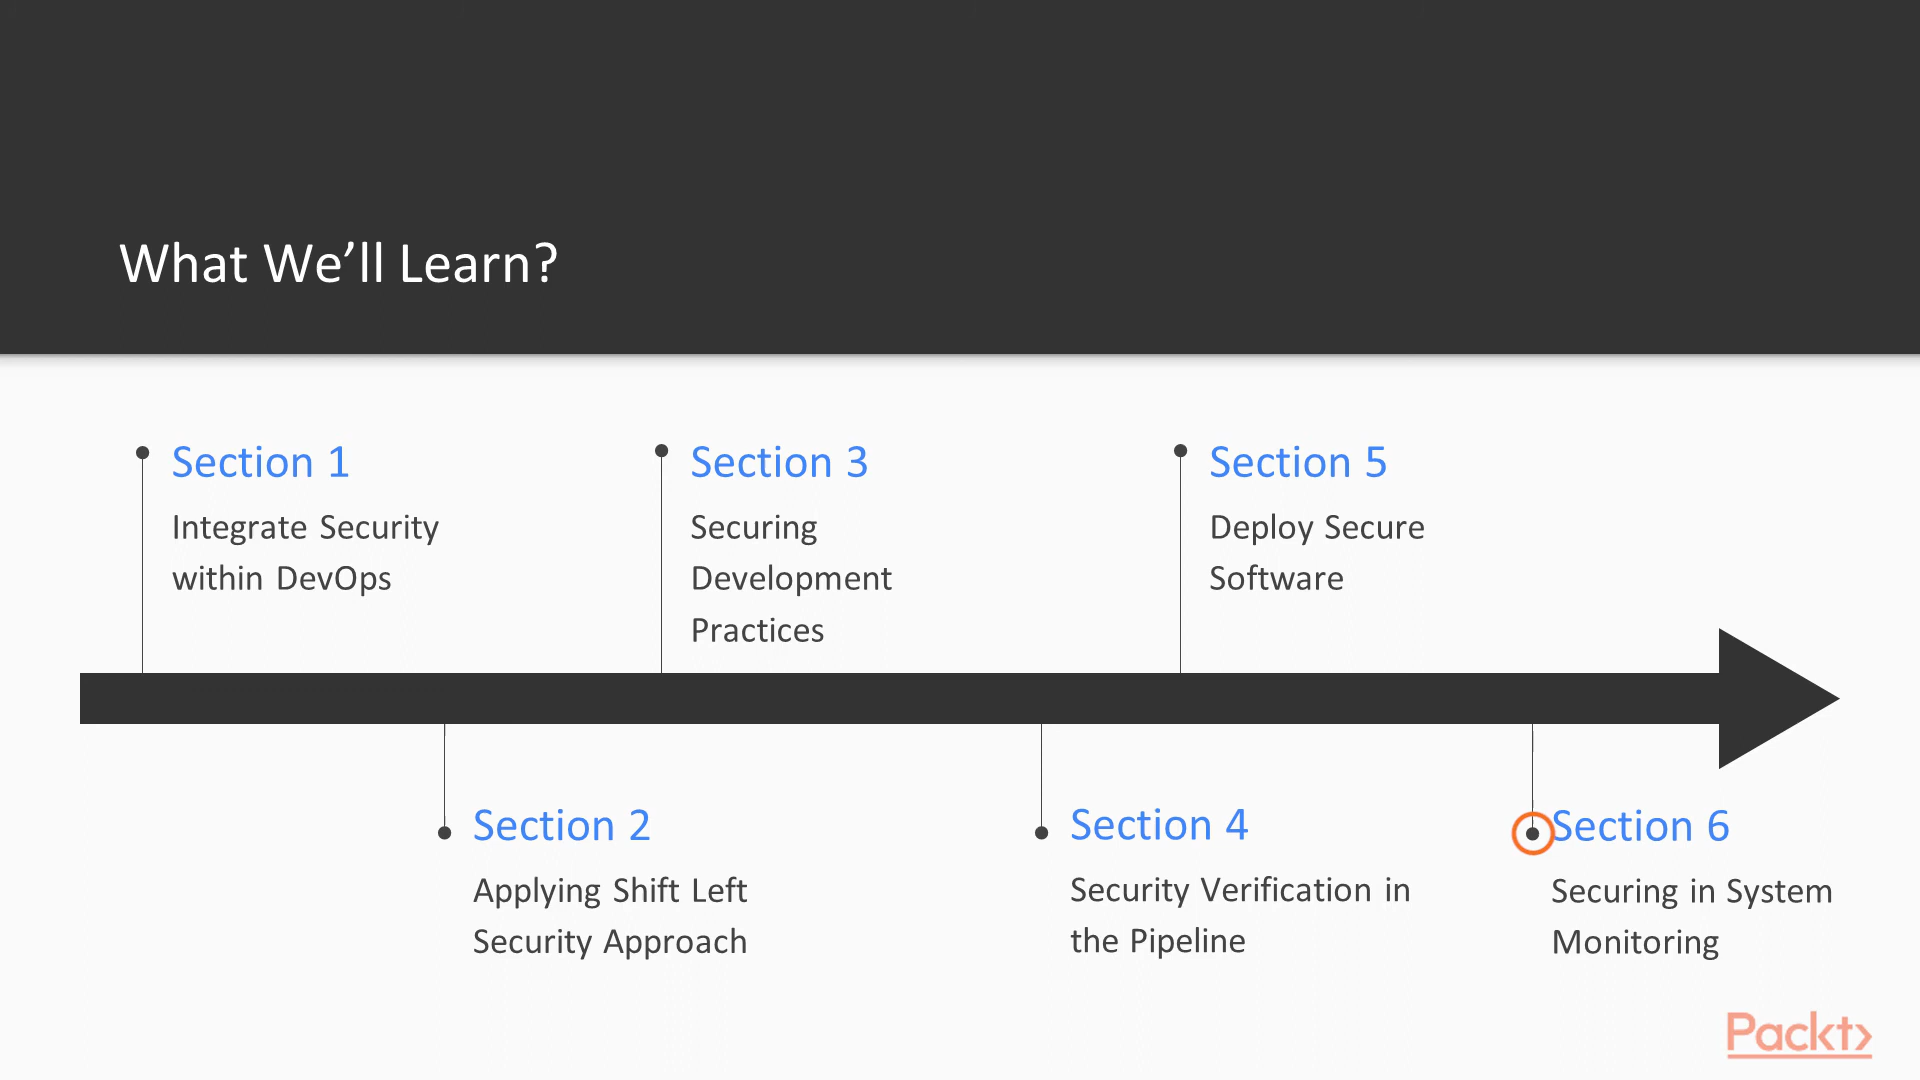 What We’ll Learn?
Section 1
Integrate Security
within DevOps
Section 2
Applying Shift Left
Security Approach
Section 3
Securing
Development
Practices
Section 4
Security Verification in
the Pipeline
Section 5
Deploy Secure
Software
Section 6
Securing in System
Monitoring
Packt>